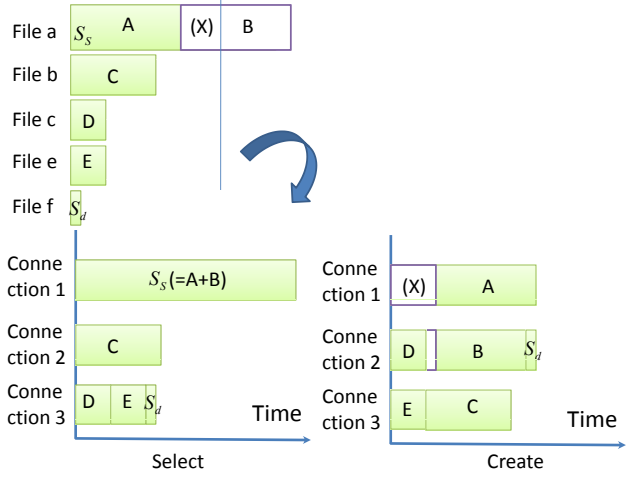 File a
S_s
A
(X)
B
File b
C
File c
D
File e
E
File f
S_d
Conne
ction 1
S_s(=A+B)
Conne
ction 2
C
Conne
ction 3
D
E
S_d
Time
Select
Conne
ction 1
(X)
A
Conne
ction 2
D
B
S_d
Conne
ction 3
E
C
Time
Create